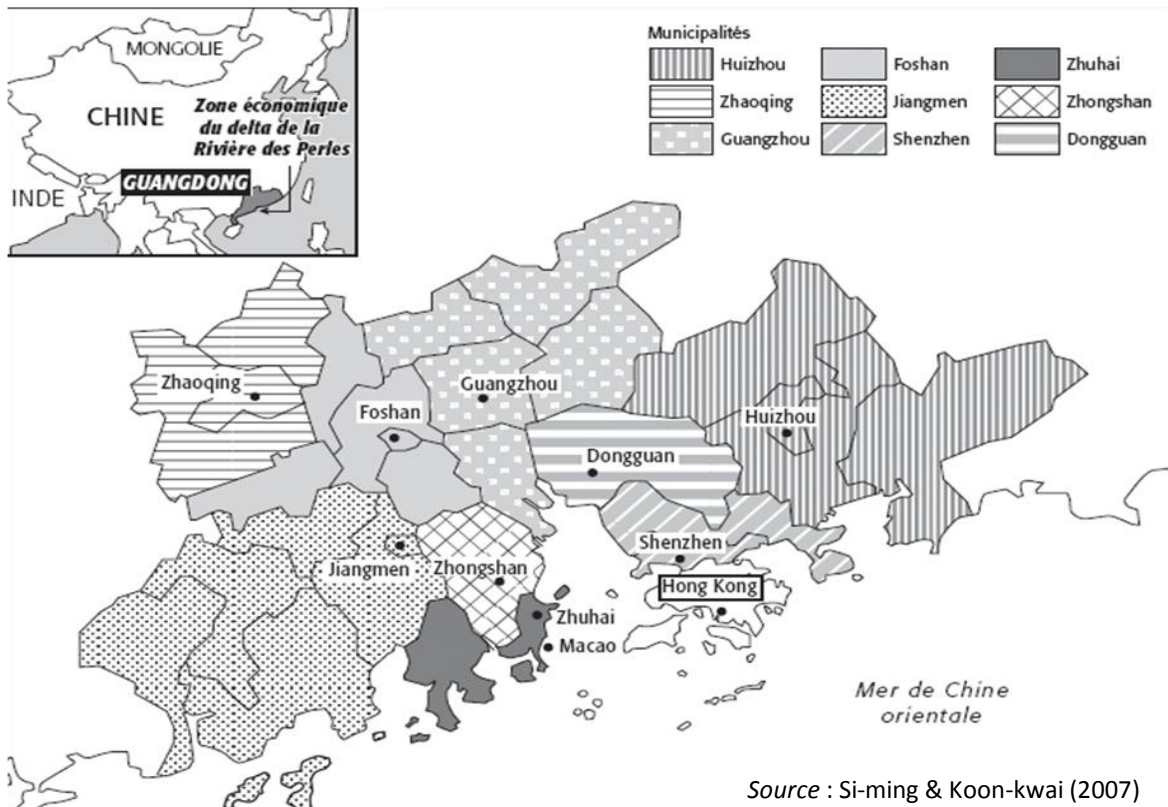 MONGOLIE
CHINE
Zone économique
du delta de la
Rivière des Perles
GUANGDONG
INDE
Municipalités
Huizhou
Foshan
Zhuhai
Zhaoqing
Jiangmen
Zhongshan
Guangzhou
Shenzhen
Dongguan
Zhaoqing
Guangzhou
Foshan
Huizhou
Dongguan
Shenzhen
Jiangmen
Zhongshan
Hong Kong
Zhuhai
Macao
Mer de Chine
orientale
Source : Si-ming & Koon-kwai (2007)